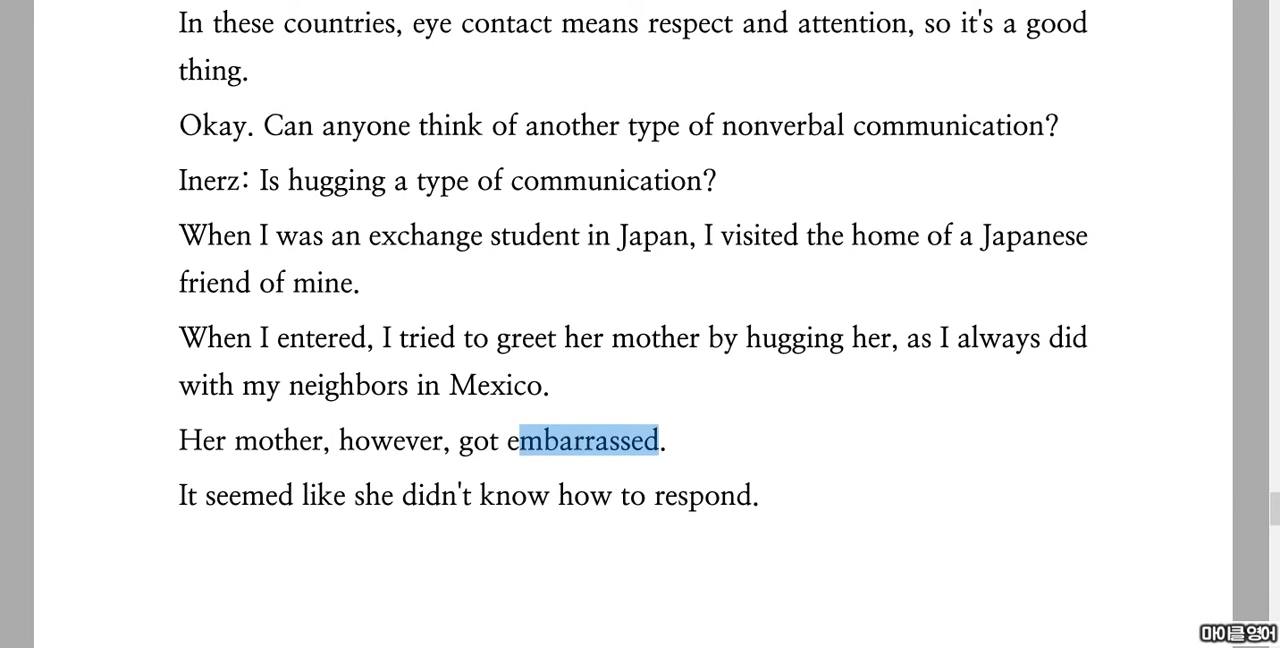 In these countries, eye contact means respect and attention, so it's a good
thing.
Okay. Can anyone think of another type of nonverbal communication?
Inerz: Is hugging a type of communication?
When I was an exchange student in Japan, I visited the home of a Japanese
friend of mine.
When I entered, I tried to greet her mother by hugging her, as I always did
with my neighbors in Mexico.
Her mother, however, got embarrassed.
It seemed like she didn't know how to respond.
마이클영어